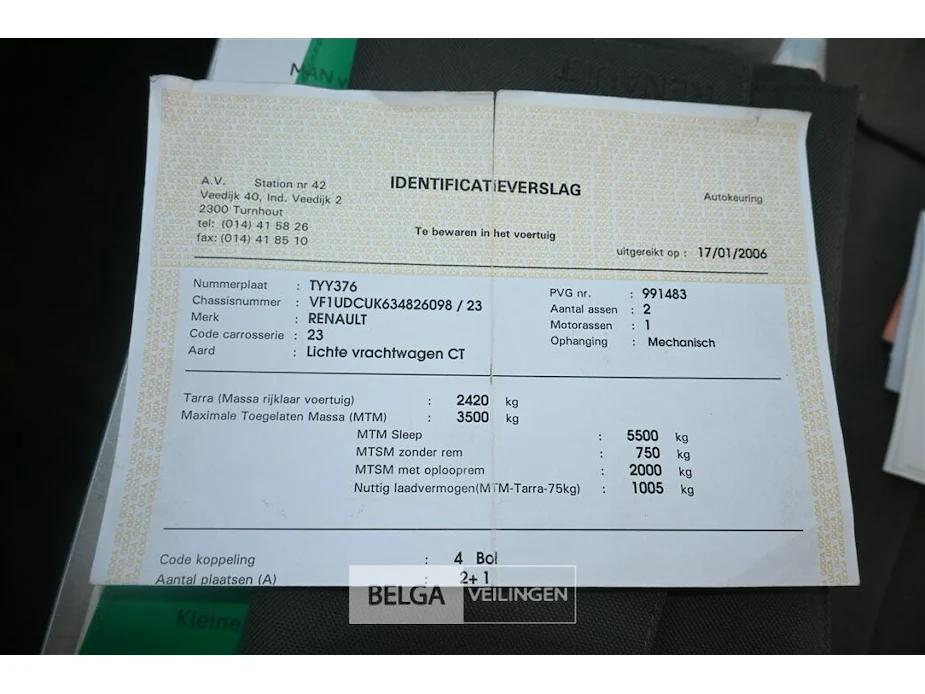 MAN
RENAULT
IDENTIFICATIEVERSLAG
A.V. Station nr 42
Veedijk 40, Ind. Veedijk 2
2300 Turnhout
tel: (014) 41 58 26
fax: (014) 41 85 10
Autokeuring
Te bewaren in het voertuig
uitgereikt op : 17/01/2006
Nummerplaat : TYY376
Chassisnummer : VF1UDCUK634826098 / 23
Merk : RENAULT
Code carrosserie : 23
Aard : Lichte vrachtwagen CT
PVG nr. : 991483
Aantal assen : 2
Motorassen : 1
Ophanging : Mechanisch
Tarra (Massa rijklaar voertuig) : 2420 kg
Maximale Toegelaten Massa (MTM) : 3500 kg
MTM Sleep : 5500 kg
MTSM zonder rem : 750 kg
MTSM met oplooprem : 2000 kg
Nuttig laadvermogen(MTM-Tarra-75kg) : 1005 kg
Code koppeling : 4 Bol
Aantal plaatsen (A) : 2+1
BELGA VEILINGEN
Kleine